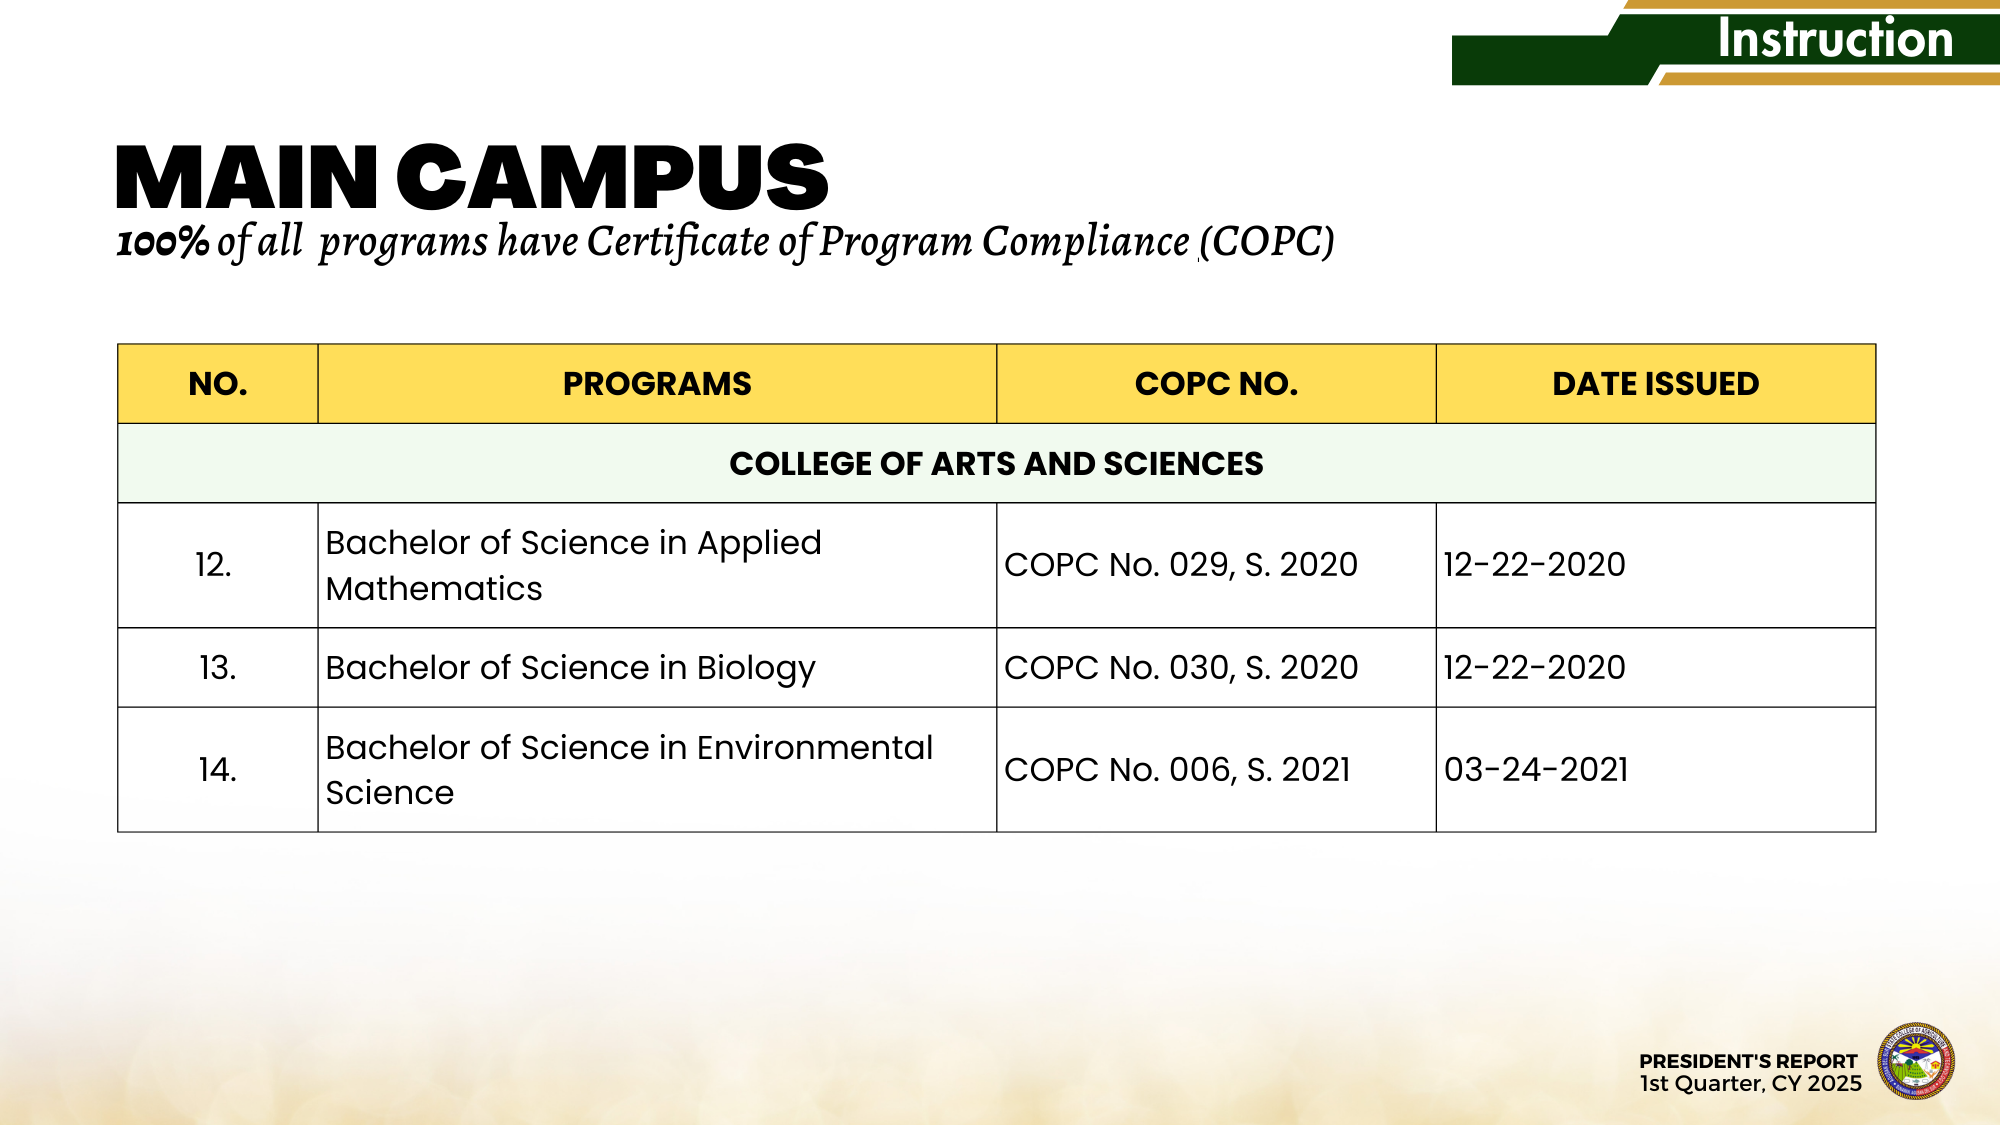 Instruction
MAIN CAMPUS
100% of all programs have Certificate of Program Compliance (COPC)
NO. PROGRAMS COPC NO. DATE ISSUED
COLLEGE OF ARTS AND SCIENCES
12. Bachelor of Science in Applied Mathematics COPC No. 029, S. 2020 12-22-2020
13. Bachelor of Science in Biology COPC No. 030, S. 2020 12-22-2020
14. Bachelor of Science in Environmental Science COPC No. 006, S. 2021 03-24-2021
PRESIDENT'S REPORT
1st Quarter, CY 2025